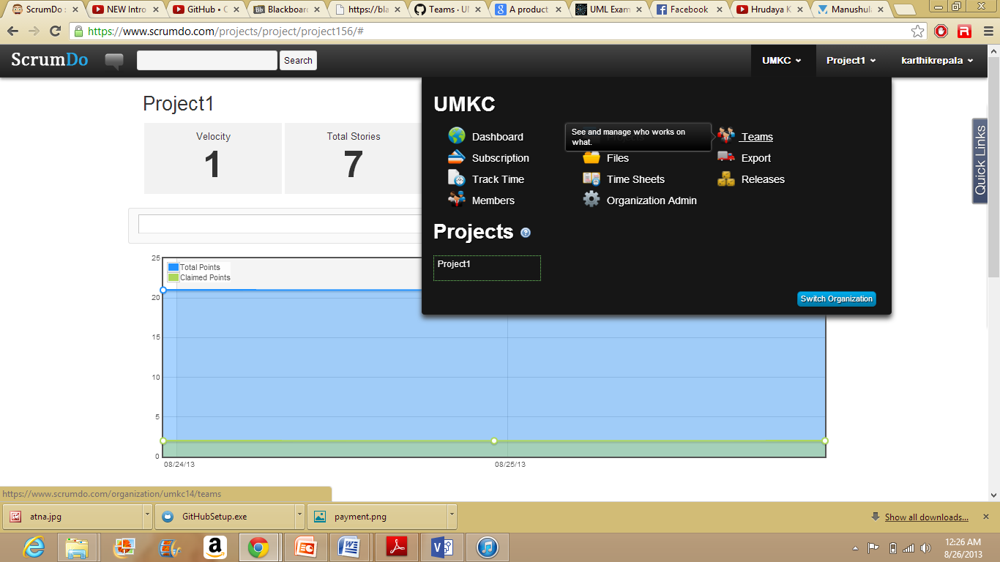 ScrumDo s
NEW Intro
GitHub • C
Blackboar
https://bla
Teams · U
A product
UML Exam
Facebook
Hrudaya K
Manushul
https://www.scrumdo.com/projects/project/project156/#
ScrumDo
Search
UMKC
Project1
karthikrepala
Project1
Velocity
1
Total Stories
7
UMKC
Dashboard
See and manage who works on
what.
Teams
Subscription
Files
Export
Track Time
Time Sheets
Releases
Members
Organization Admin
Projects
?
Project1
Switch Organization
Quick Links
25
Total Points
Claimed Points
20
15
10
5
0
08/24/13
08/25/13
https://www.scrumdo.com/organization/umkc14/teams
atna.jpg
GitHubSetup.exe
payment.png
Show all downloads...
12:26 AM
8/26/2013